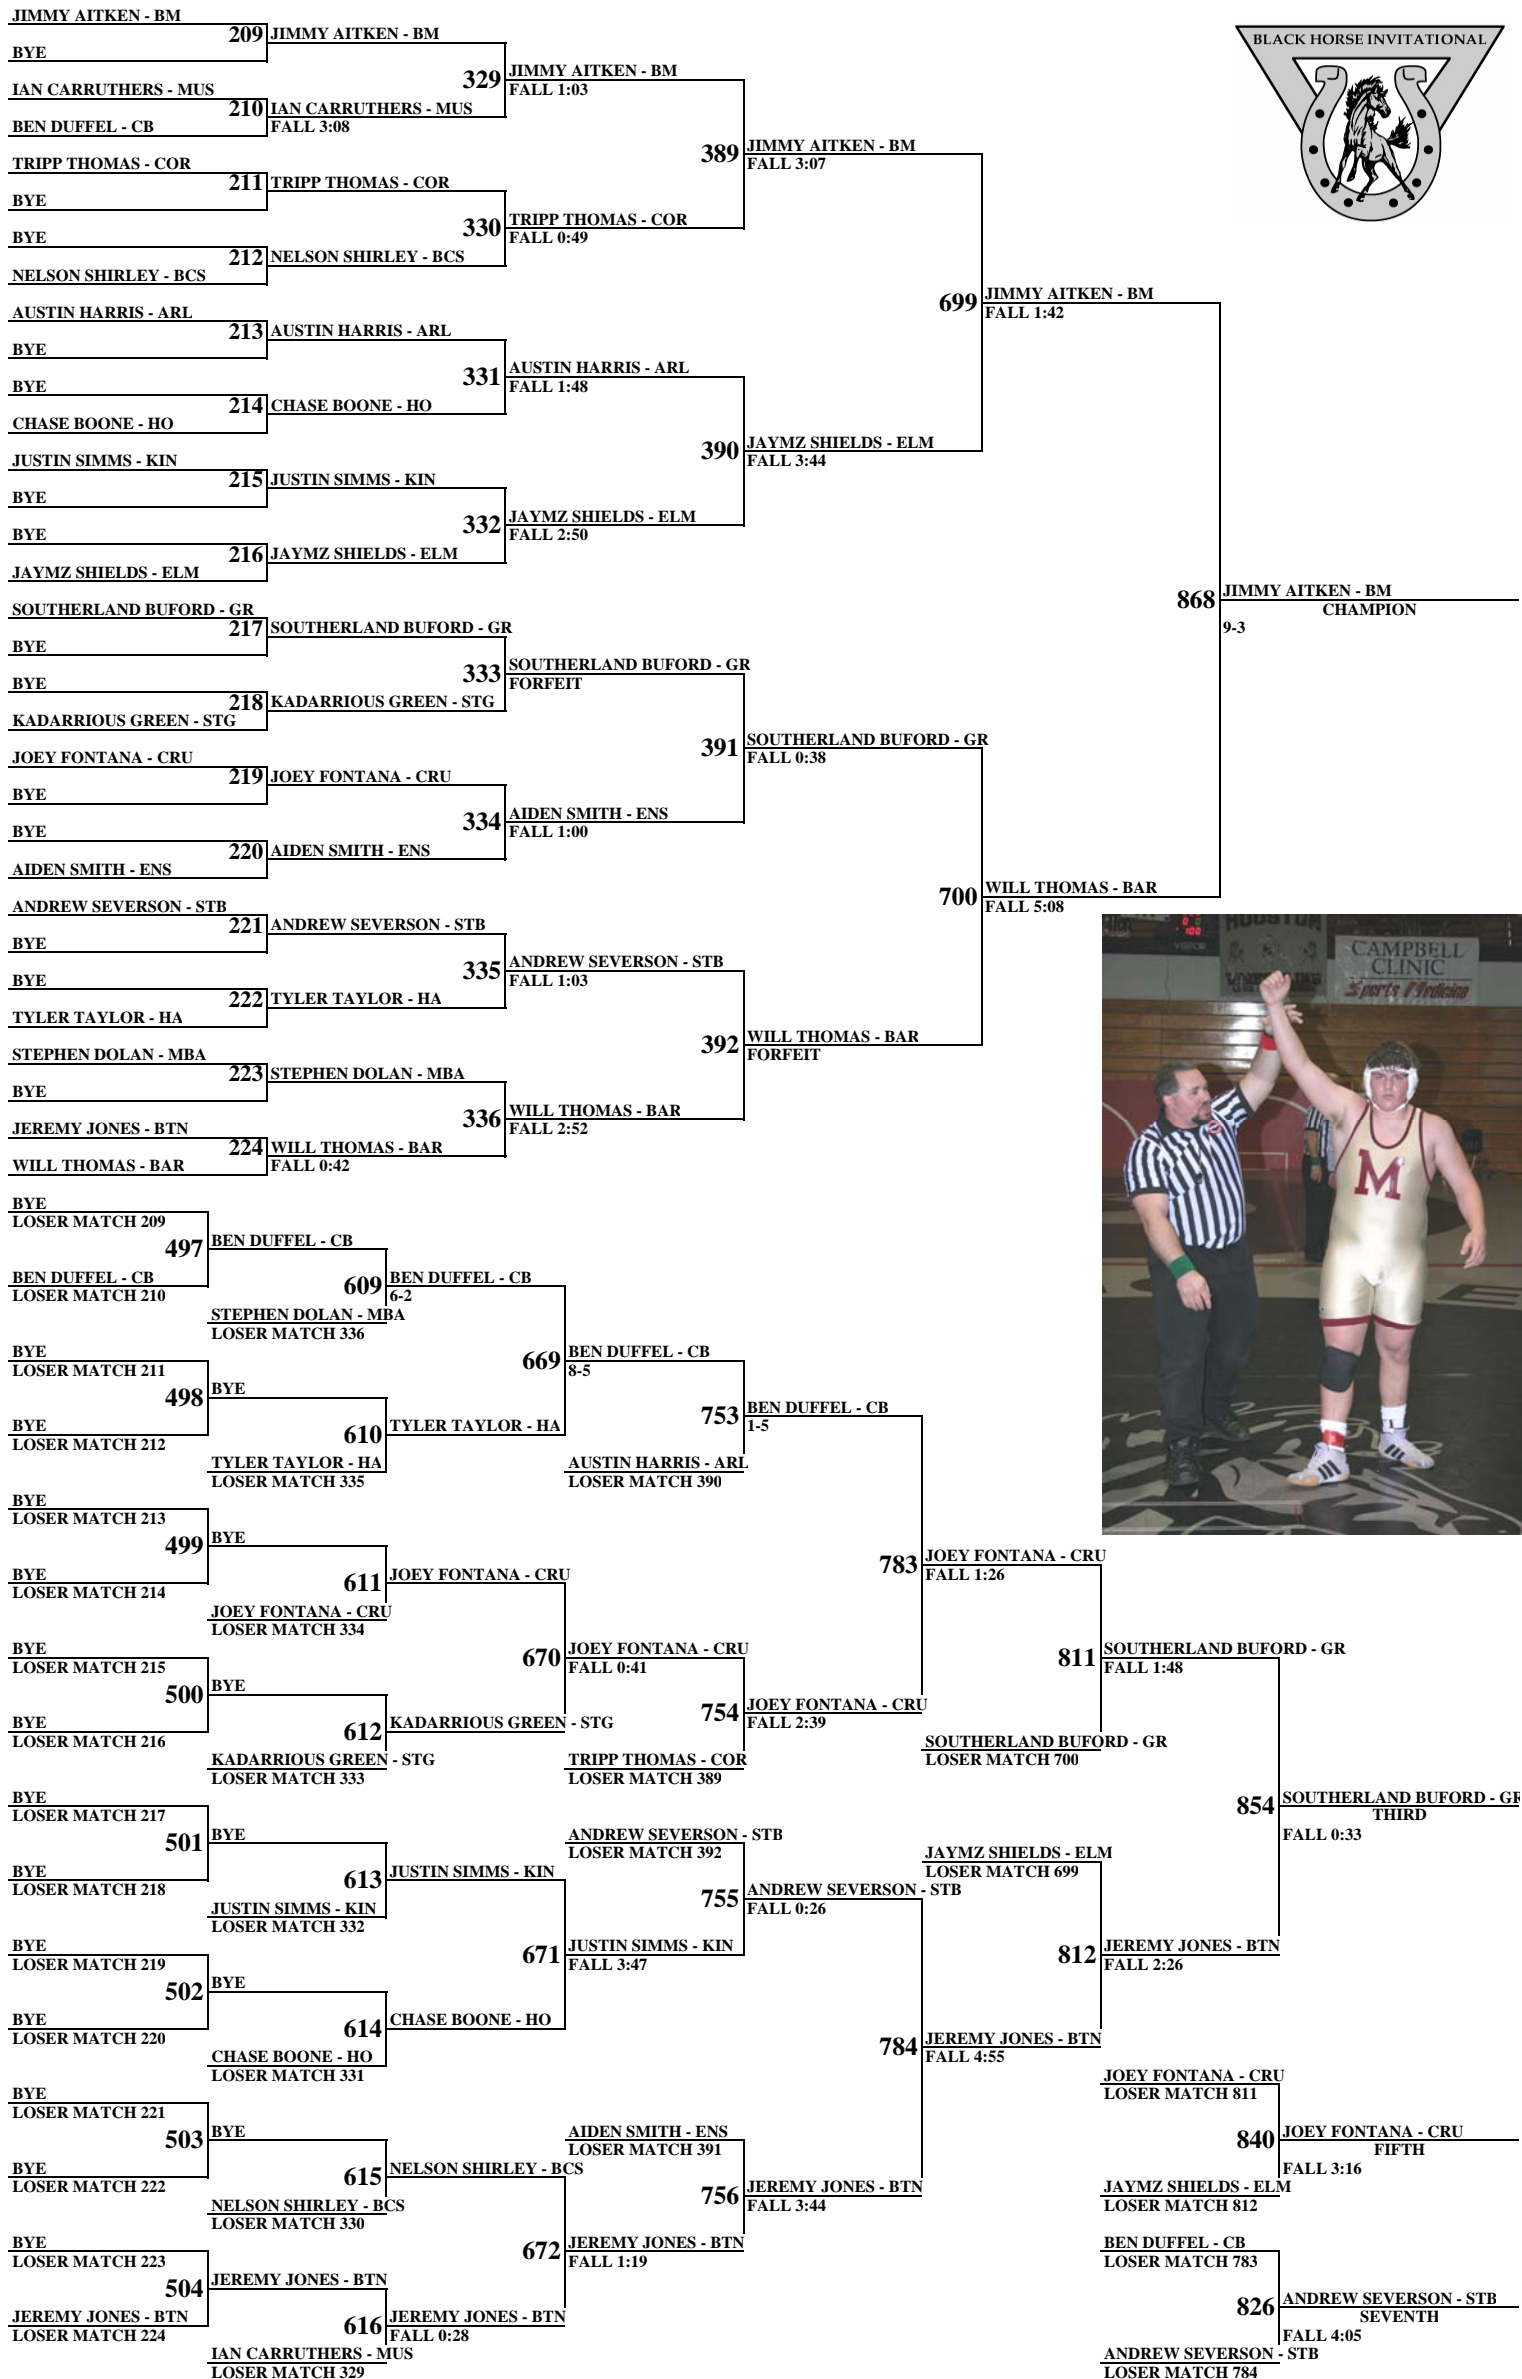 BLACK HORSE INVITATIONAL
JIMMY AITKEN - BM
BYE
209
JIMMY AITKEN - BM
IAN CARRUTHERS - MUS
BEN DUFFEL - CB
210
IAN CARRUTHERS - MUS
FALL 3:08
329
JIMMY AITKEN - BM
FALL 1:03
TRIPP THOMAS - COR
BYE
211
TRIPP THOMAS - COR
BYE
NELSON SHIRLEY - BCS
212
NELSON SHIRLEY - BCS
330
TRIPP THOMAS - COR
FALL 0:49
389
JIMMY AITKEN - BM
FALL 3:07
AUSTIN HARRIS - ARL
BYE
213
AUSTIN HARRIS - ARL
BYE
CHASE BOONE - HO
214
CHASE BOONE - HO
331
AUSTIN HARRIS - ARL
FALL 1:48
JUSTIN SIMMS - KIN
BYE
215
JUSTIN SIMMS - KIN
BYE
JAYMZ SHIELDS - ELM
216
JAYMZ SHIELDS - ELM
332
JAYMZ SHIELDS - ELM
FALL 2:50
390
JAYMZ SHIELDS - ELM
FALL 3:44
699
JIMMY AITKEN - BM
FALL 1:42
SOUTHERLAND BUFORD - GR
BYE
217
SOUTHERLAND BUFORD - GR
BYE
KADARRIOUS GREEN - STG
218
KADARRIOUS GREEN - STG
333
SOUTHERLAND BUFORD - GR
FORFEIT
JOEY FONTANA - CRU
BYE
219
JOEY FONTANA - CRU
BYE
AIDEN SMITH - ENS
220
AIDEN SMITH - ENS
334
AIDEN SMITH - ENS
FALL 1:00
391
SOUTHERLAND BUFORD - GR
FALL 0:38
ANDREW SEVERSON - STB
BYE
221
ANDREW SEVERSON - STB
BYE
TYLER TAYLOR - HA
222
TYLER TAYLOR - HA
335
ANDREW SEVERSON - STB
FALL 1:03
STEPHEN DOLAN - MBA
BYE
223
STEPHEN DOLAN - MBA
JEREMY JONES - BTN
WILL THOMAS - BAR
224
WILL THOMAS - BAR
FALL 0:42
336
WILL THOMAS - BAR
FALL 2:52
392
WILL THOMAS - BAR
FORFEIT
700
WILL THOMAS - BAR
FALL 5:08
868
JIMMY AITKEN - BM
CHAMPION
9-3
HOUSTON
VISITOR
CAMPBELL
CLINIC
Sports Medicine
M
BYE
LOSER MATCH 209
497
BEN DUFFEL - CB
BEN DUFFEL - CB
LOSER MATCH 210
609
BEN DUFFEL - CB
6-2
STEPHEN DOLAN - MBA
LOSER MATCH 336
BYE
LOSER MATCH 211
498
BYE
BYE
LOSER MATCH 212
610
TYLER TAYLOR - HA
TYLER TAYLOR - HA
LOSER MATCH 335
669
BEN DUFFEL - CB
8-5
753
BEN DUFFEL - CB
1-5
AUSTIN HARRIS - ARL
LOSER MATCH 390
BYE
LOSER MATCH 213
499
BYE
BYE
LOSER MATCH 214
611
JOEY FONTANA - CRU
JOEY FONTANA - CRU
LOSER MATCH 334
BYE
LOSER MATCH 215
500
BYE
BYE
LOSER MATCH 216
612
KADARRIOUS GREEN - STG
KADARRIOUS GREEN - STG
LOSER MATCH 333
670
JOEY FONTANA - CRU
FALL 0:41
754
JOEY FONTANA - CRU
FALL 2:39
TRIPP THOMAS - COR
LOSER MATCH 389
783
JOEY FONTANA - CRU
FALL 1:26
811
SOUTHERLAND BUFORD - GR
FALL 1:48
SOUTHERLAND BUFORD - GR
LOSER MATCH 700
BYE
LOSER MATCH 217
501
BYE
BYE
LOSER MATCH 218
613
JUSTIN SIMMS - KIN
JUSTIN SIMMS - KIN
LOSER MATCH 332
BYE
LOSER MATCH 219
502
BYE
BYE
LOSER MATCH 220
614
CHASE BOONE - HO
CHASE BOONE - HO
LOSER MATCH 331
671
JUSTIN SIMMS - KIN
FALL 3:47
ANDREW SEVERSON - STB
LOSER MATCH 392
755
ANDREW SEVERSON - STB
FALL 0:26
BYE
LOSER MATCH 221
503
BYE
BYE
LOSER MATCH 222
615
NELSON SHIRLEY - BCS
NELSON SHIRLEY - BCS
LOSER MATCH 330
BYE
LOSER MATCH 223
504
JEREMY JONES - BTN
JEREMY JONES - BTN
LOSER MATCH 224
616
JEREMY JONES - BTN
FALL 0:28
IAN CARRUTHERS - MUS
LOSER MATCH 329
672
JEREMY JONES - BTN
FALL 1:19
AIDEN SMITH - ENS
LOSER MATCH 391
756
JEREMY JONES - BTN
FALL 3:44
784
JEREMY JONES - BTN
FALL 4:55
JAYMZ SHIELDS - ELM
LOSER MATCH 699
812
JEREMY JONES - BTN
FALL 2:26
854
SOUTHERLAND BUFORD - GR
THIRD
FALL 0:33
JOEY FONTANA - CRU
LOSER MATCH 811
840
JOEY FONTANA - CRU
FIFTH
FALL 3:16
JAYMZ SHIELDS - ELM
LOSER MATCH 812
BEN DUFFEL - CB
LOSER MATCH 783
826
ANDREW SEVERSON - STB
SEVENTH
FALL 4:05
ANDREW SEVERSON - STB
LOSER MATCH 784